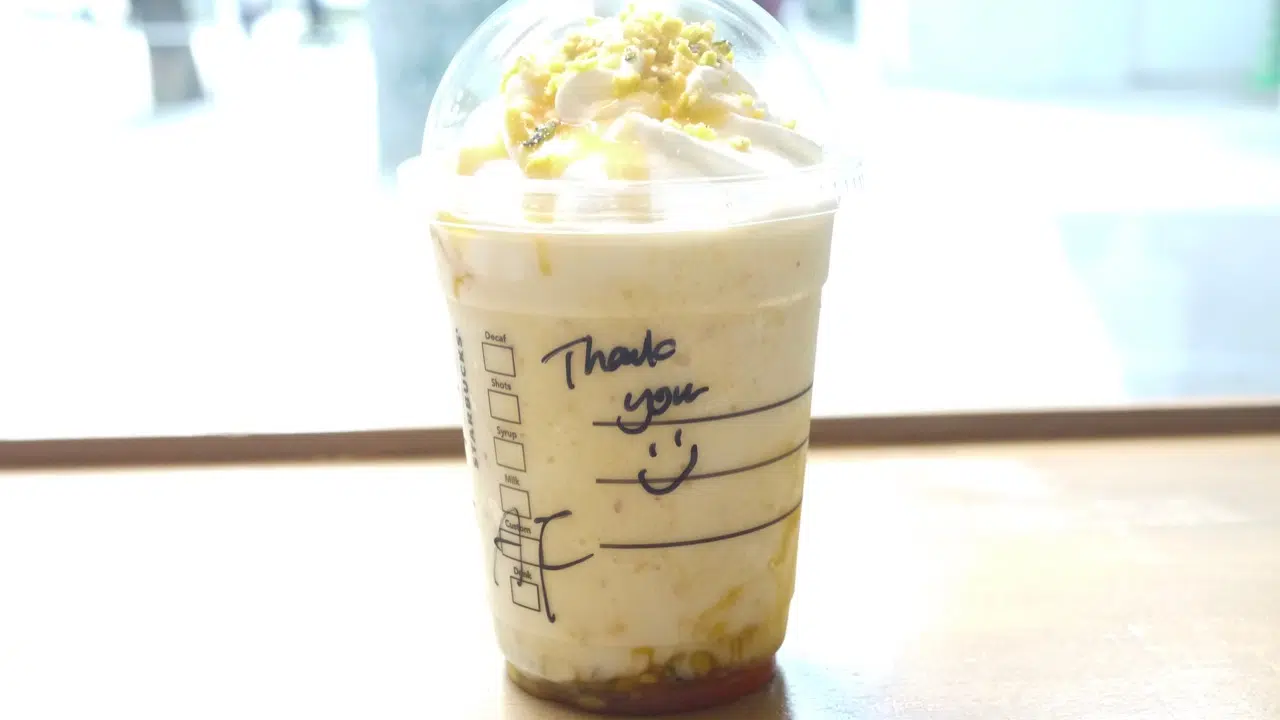 STARBUCKS
Decaf
Shots
Syrup
Milk
Custom
Drink
Thank
you